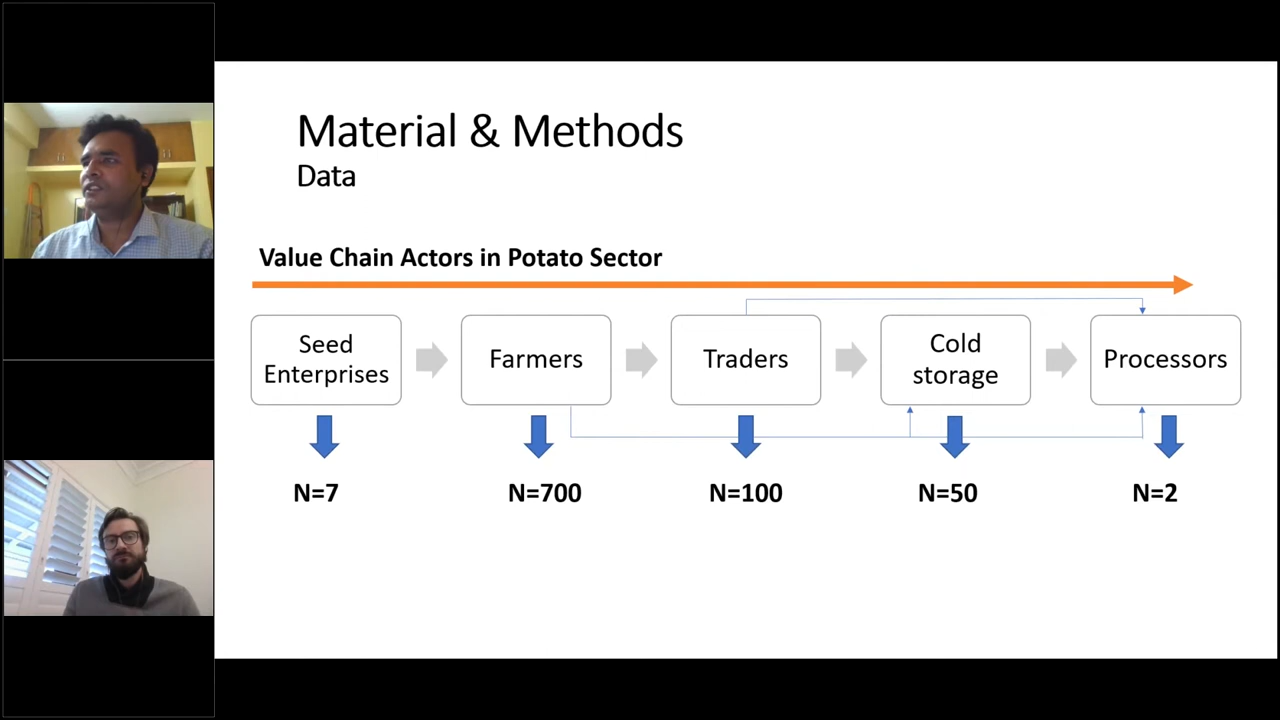 Material & Methods
Data
Value Chain Actors in Potato Sector
Seed
Enterprises
Farmers
Traders
Cold
storage
Processors
N=7
N=700
N=100
N=50
N=2